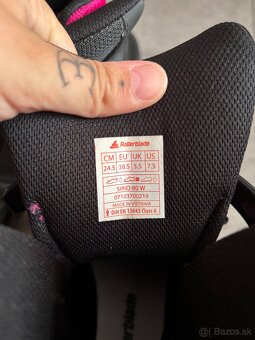 Rollerblade
CM EU UK US
24.5 38.5 5.5 7.5
SIRIO 80 W
07103700219
MADE IN VIETNAM
DIN EN 13843 Class A
Rollerblade
© Bazos.sk